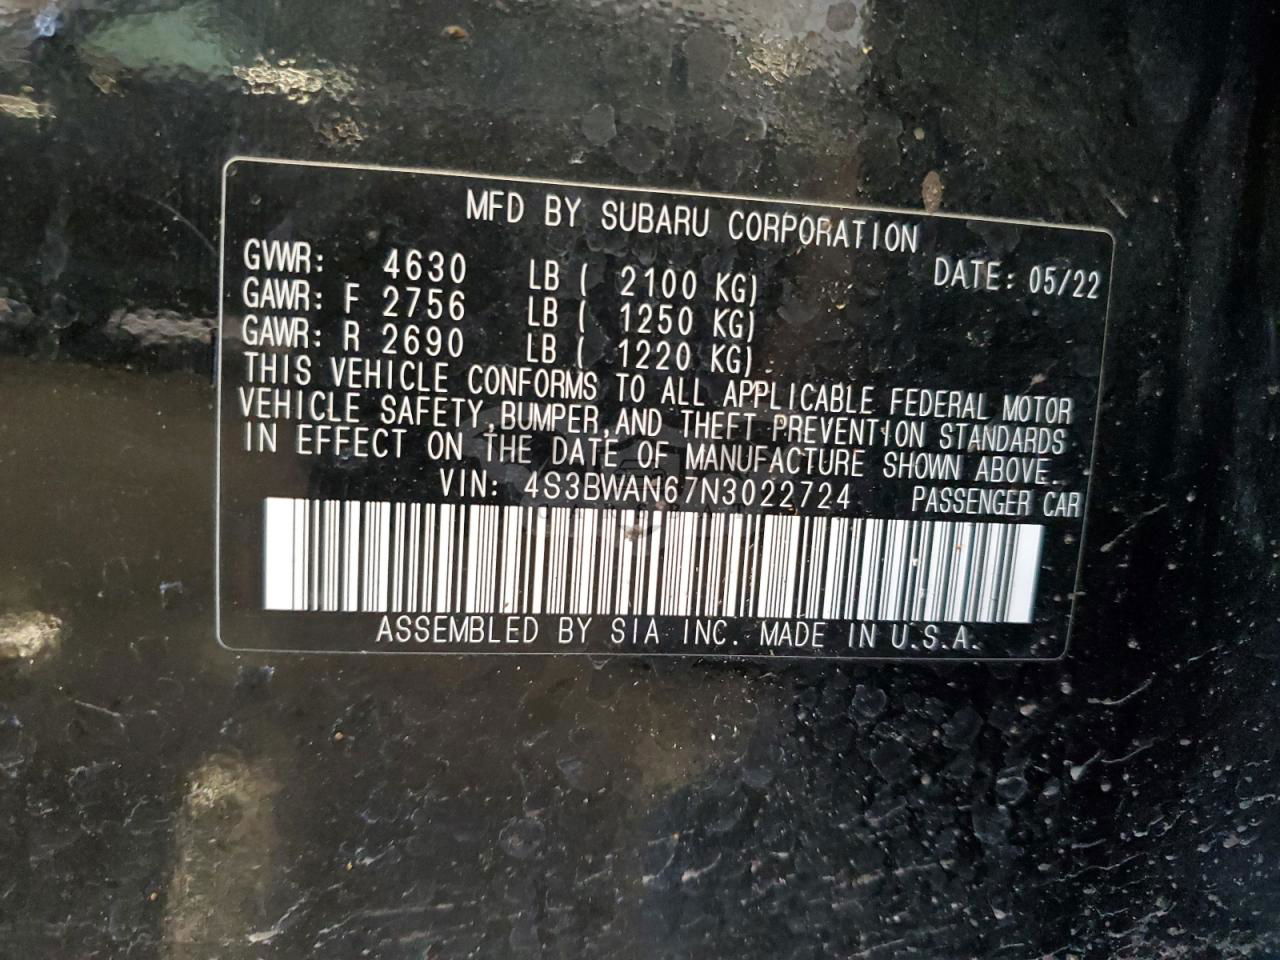 MFD BY SUBARU CORPORATION
DATE: 05/22
GVWR: 4630 LB ( 2100 KG)
GAWR: F 2756 LB ( 1250 KG)
GAWR: R 2690 LB ( 1220 KG)
THIS VEHICLE CONFORMS TO ALL APPLICABLE FEDERAL MOTOR
VEHICLE SAFETY,BUMPER,AND THEFT PREVENTION STANDARDS
IN EFFECT ON THE DATE OF MANUFACTURE SHOWN ABOVE.
VIN: 4S3BWAN67N3022724 PASSENGER CAR
ASSEMBLED BY SIA INC. MADE IN U.S.A.